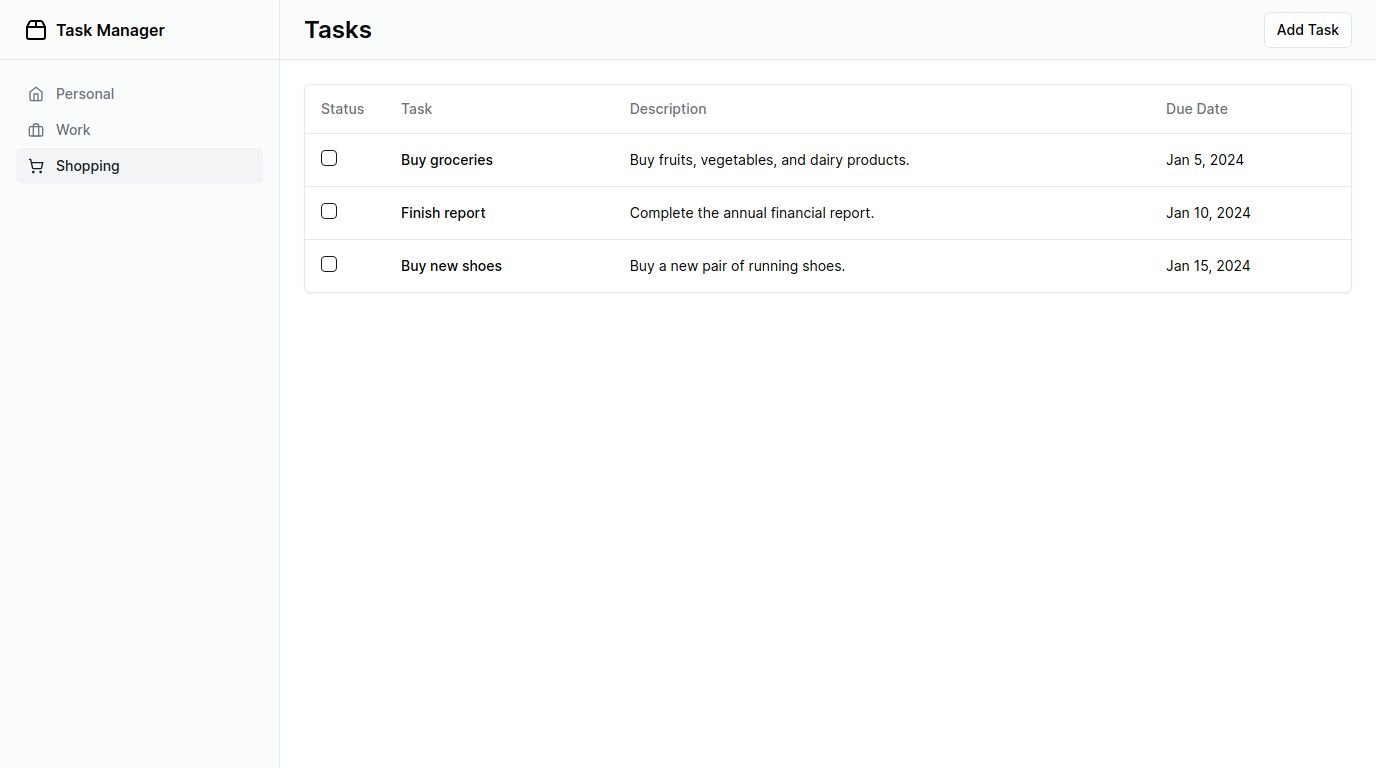 Task Manager
Personal
Work
Shopping
Tasks
Add Task
Status Task Description Due Date
Buy groceries Buy fruits, vegetables, and dairy products. Jan 5, 2024
Finish report Complete the annual financial report. Jan 10, 2024
Buy new shoes Buy a new pair of running shoes. Jan 15, 2024